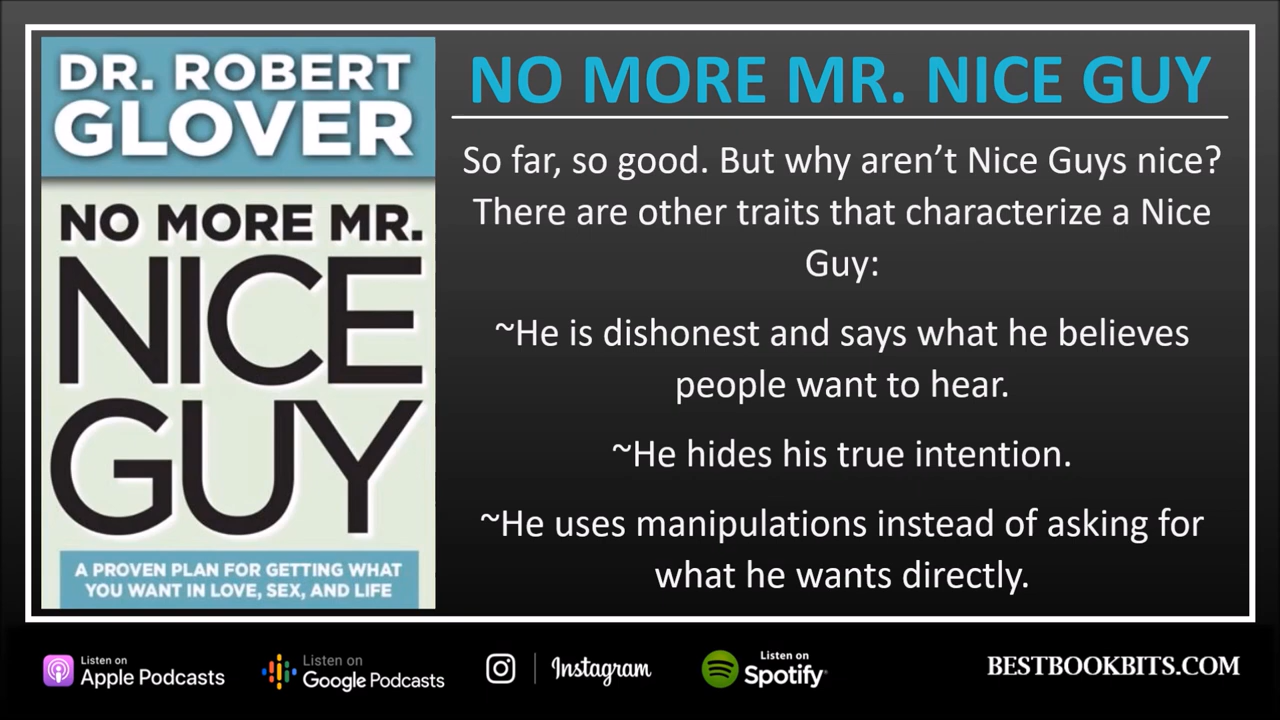 DR. ROBERT
GLOVER
NO MORE MR.
NICE
GUY
A PROVEN PLAN FOR GETTING WHAT
YOU WANT IN LOVE, SEX, AND LIFE
NO MORE MR. NICE GUY
So far, so good. But why aren’t Nice Guys nice?
There are other traits that characterize a Nice
Guy:
~He is dishonest and says what he believes
people want to hear.
~He hides his true intention.
~He uses manipulations instead of asking for
what he wants directly.
Listen on
Apple Podcasts
Listen on
Google Podcasts
Instagram
Listen on
Spotify
BESTBOOKBITS.COM